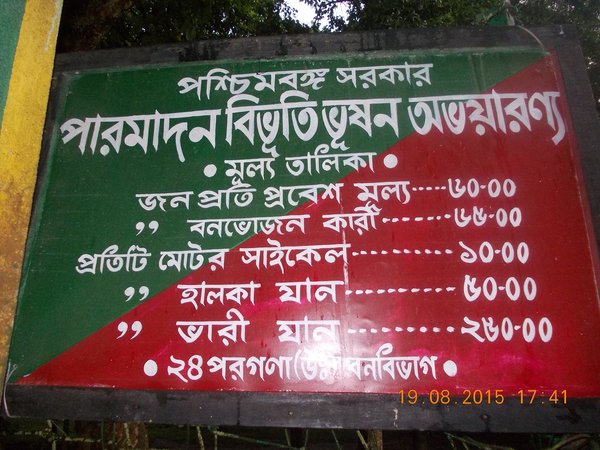 পশ্চিমবঙ্গ সরকার
পারমাদন বিভূতি ভূষন অভয়ারণ্য
• মূল্য তালিকা •
জন প্রতি প্রবেশ মূল্য-----৬০-০০
,, বনভোজন কারী--------৬৫-০০
প্রতিটি মোটর সাইকেল---------১০-০০
,, হালকা যান---------৫০-০০
,, ভারী যান---------২৫০-০০
• ২৪ পরগণা (উঃ) বনবিভাগ •
19.08.2015 17:41